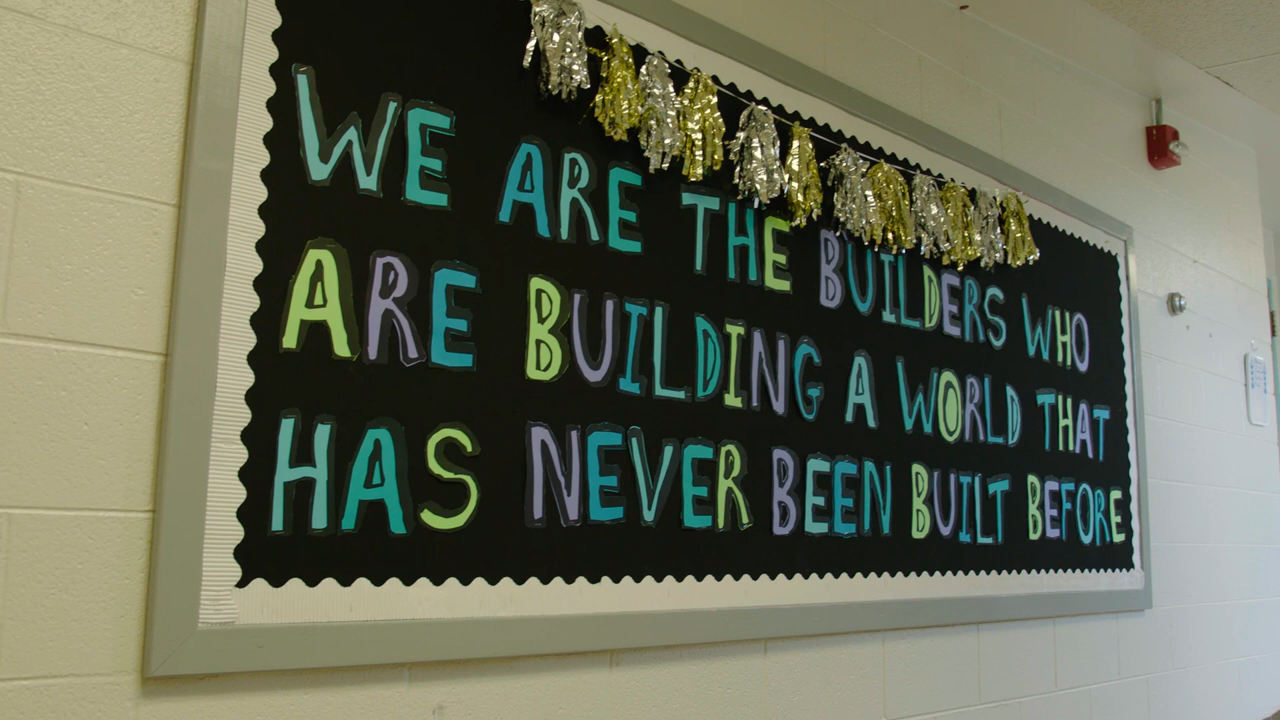 WE ARE THE BUILDERS WHO
ARE BUILDING A WORLD THAT
HAS NEVER BEEN BUILT BEFORE